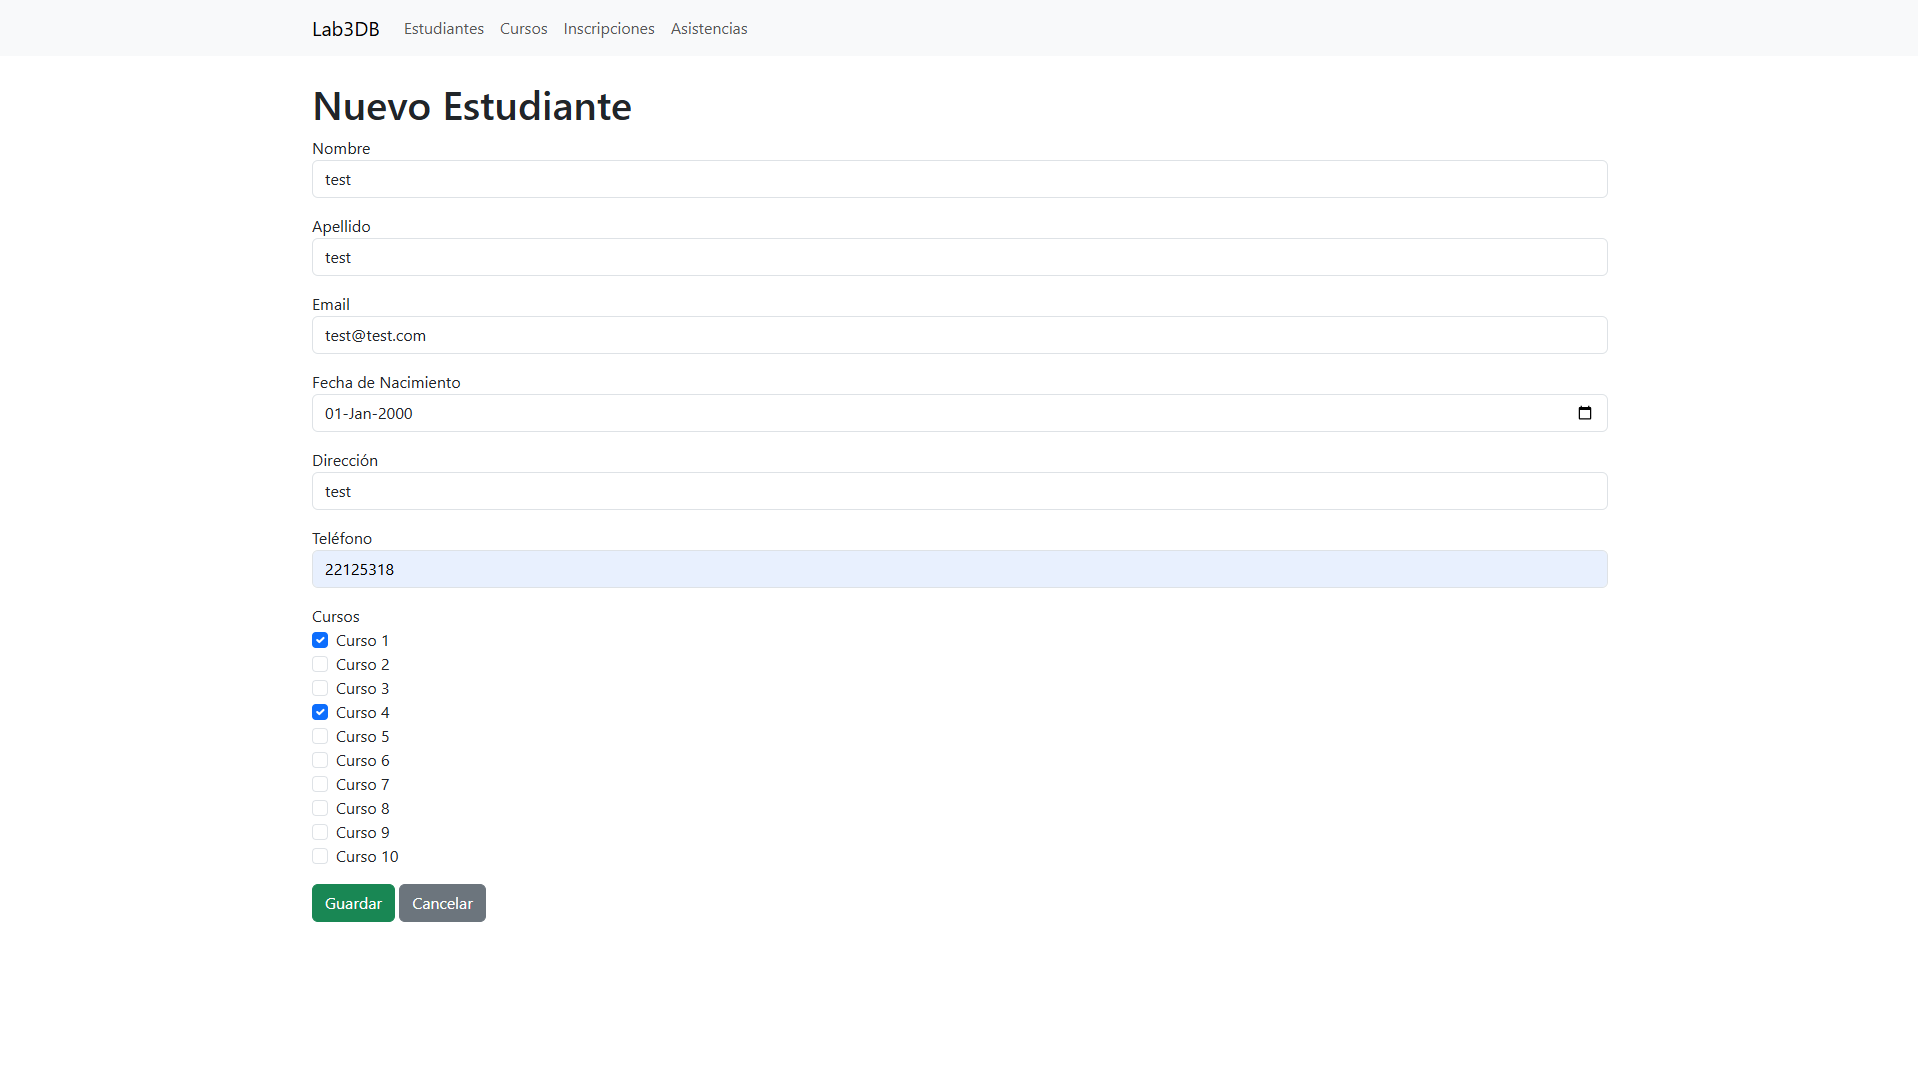 Lab3DB Estudiantes Cursos Inscripciones Asistencias
Nuevo Estudiante
Nombre
test
Apellido
test
Email
test@test.com
Fecha de Nacimiento
01-Jan-2000
Dirección
test
Teléfono
22125318
Cursos
Curso 1
Curso 2
Curso 3
Curso 4
Curso 5
Curso 6
Curso 7
Curso 8
Curso 9
Curso 10
Guardar Cancelar